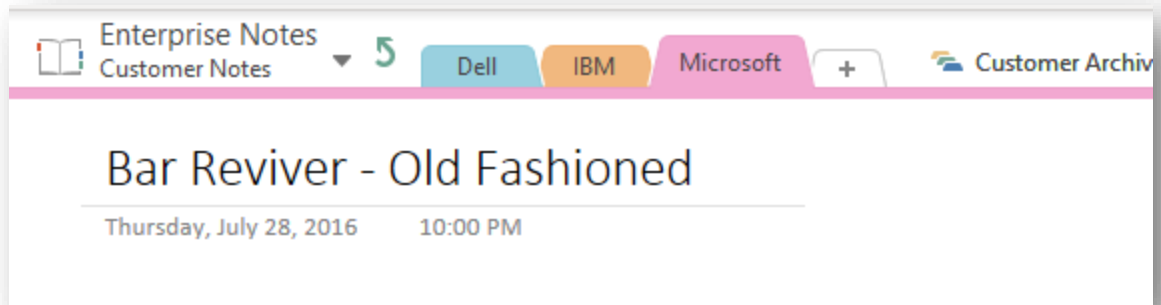 Enterprise Notes
Customer Notes
Dell IBM Microsoft + Customer Archiv
Bar Reviver - Old Fashioned
Thursday, July 28, 2016 10:00 PM